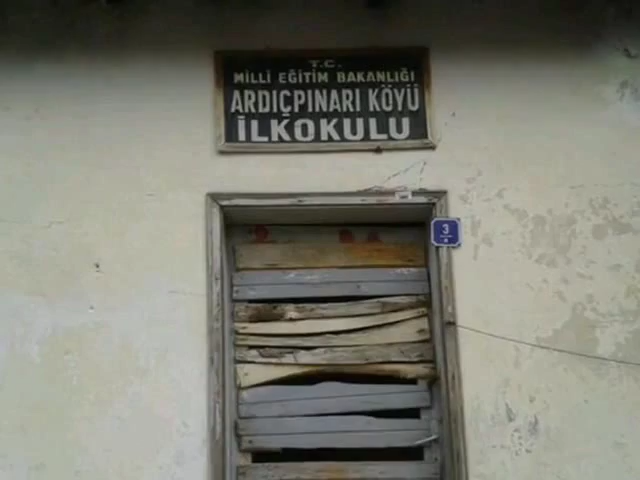 T.C.
MİLLİ EĞİTİM BAKANLIĞI
ARDIÇPINARI KÖYÜ
İLKOKULU
3